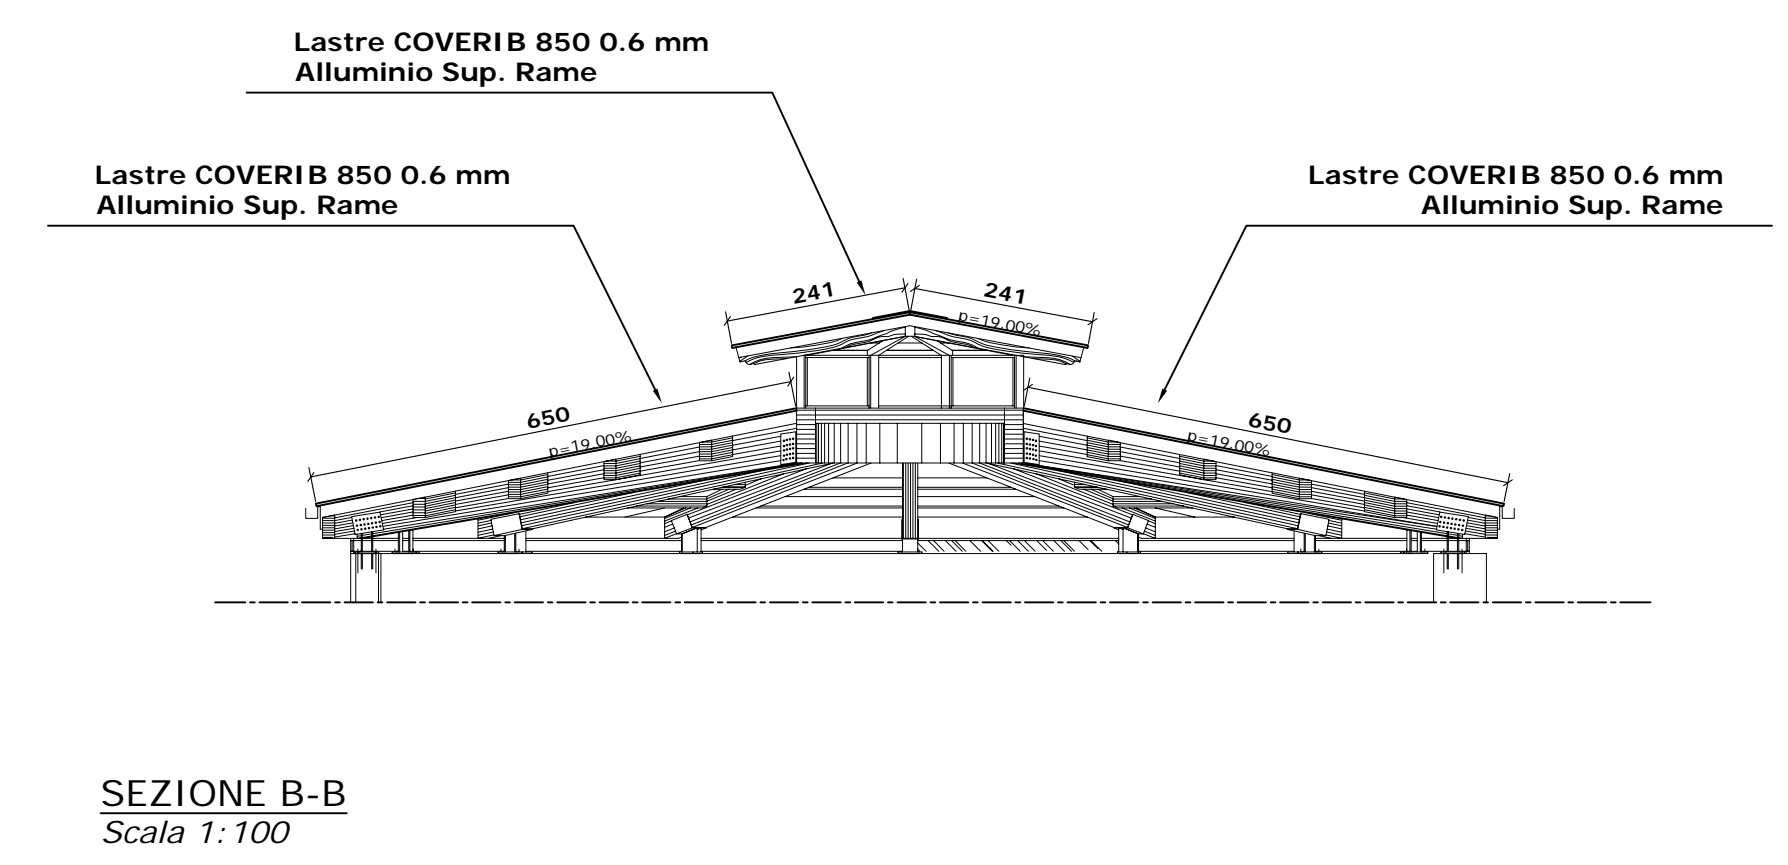 Lastre COVERIB 850 0.6 mm
Alluminio Sup. Rame
Lastre COVERIB 850 0.6 mm
Alluminio Sup. Rame
Lastre COVERIB 850 0.6 mm
Alluminio Sup. Rame
241
241
p=19.00%
650
p=19.00%
650
p=19.00%
SEZIONE B-B
Scala 1:100